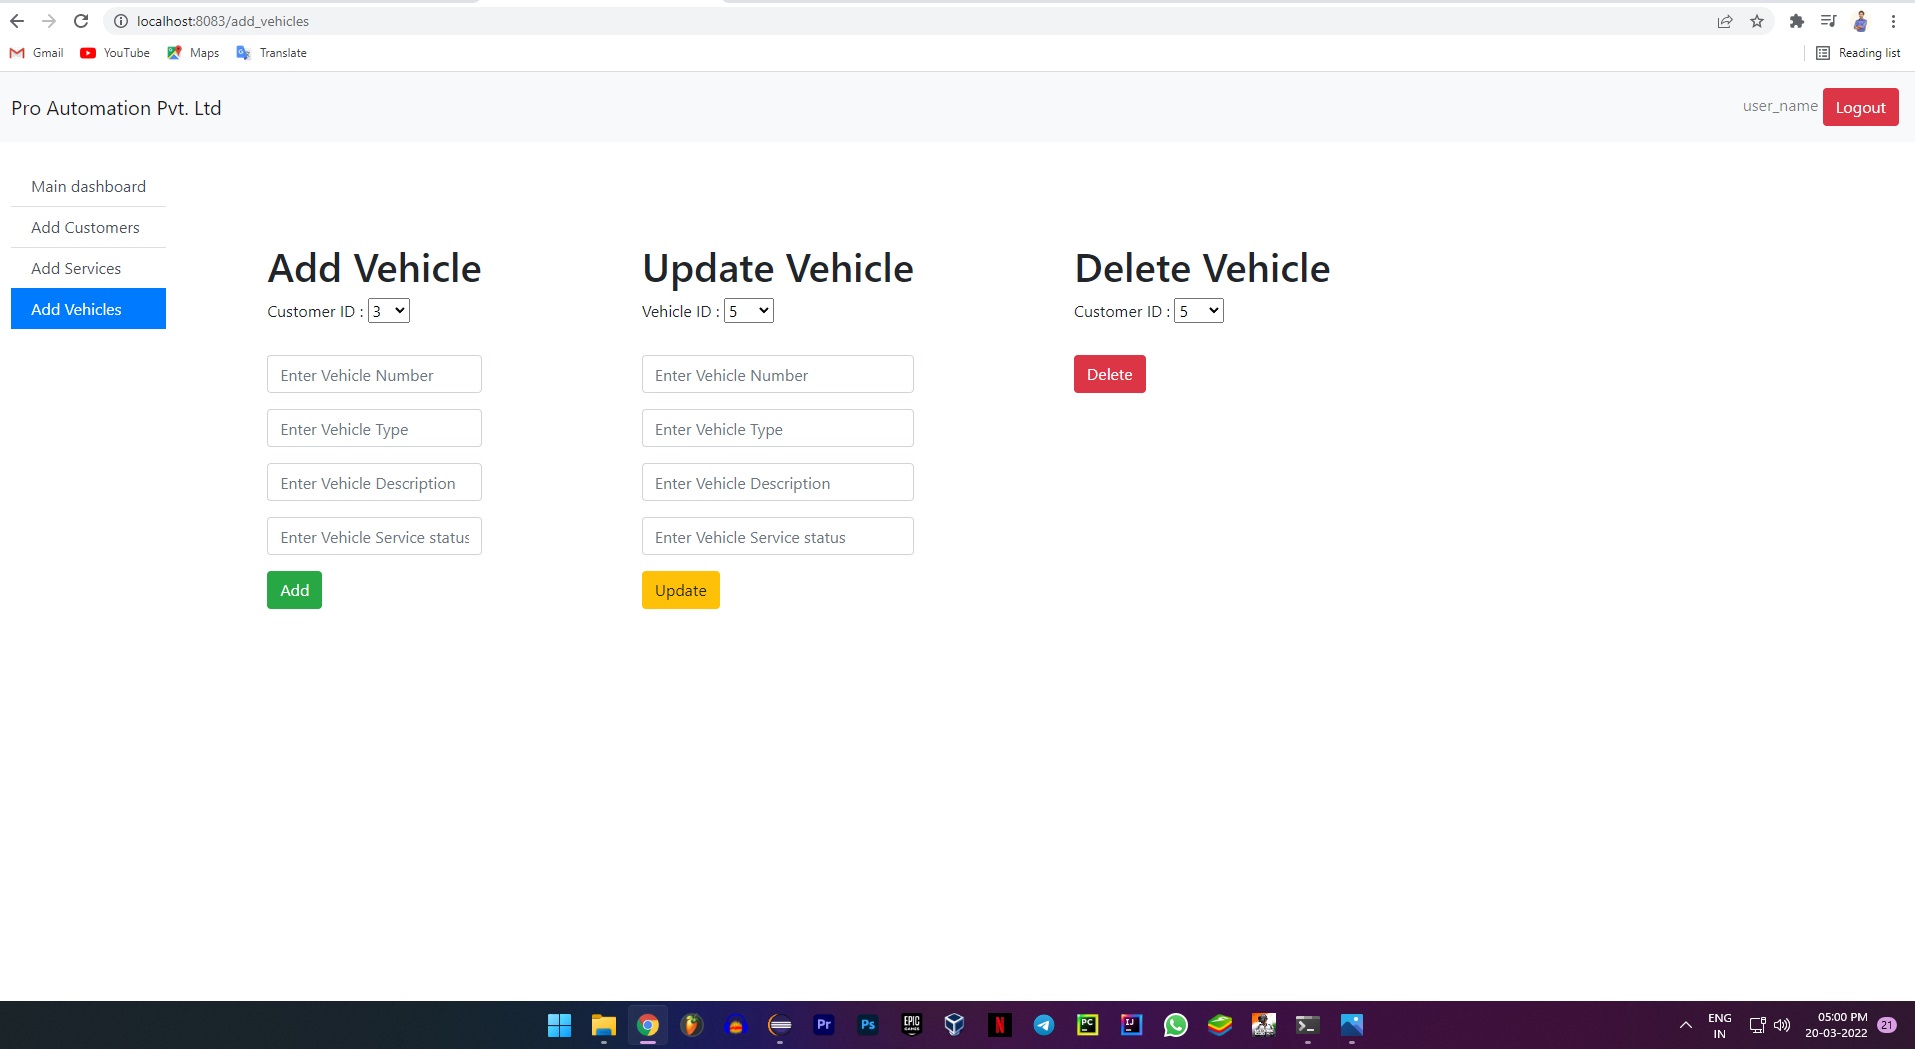 localhost:8083/add_vehicles
Gmail YouTube Maps Translate Reading list
Pro Automation Pvt. Ltd user_name Logout
Main dashboard
Add Customers
Add Services
Add Vehicles
Add Vehicle
Customer ID : 3
Enter Vehicle Number
Enter Vehicle Type
Enter Vehicle Description
Enter Vehicle Service status
Add
Update Vehicle
Vehicle ID : 5
Enter Vehicle Number
Enter Vehicle Type
Enter Vehicle Description
Enter Vehicle Service status
Update
Delete Vehicle
Customer ID : 5
Delete
Pr Ps EPIC GAMES N PC IJ
ENG
IN
05:00 PM
20-03-2022
21